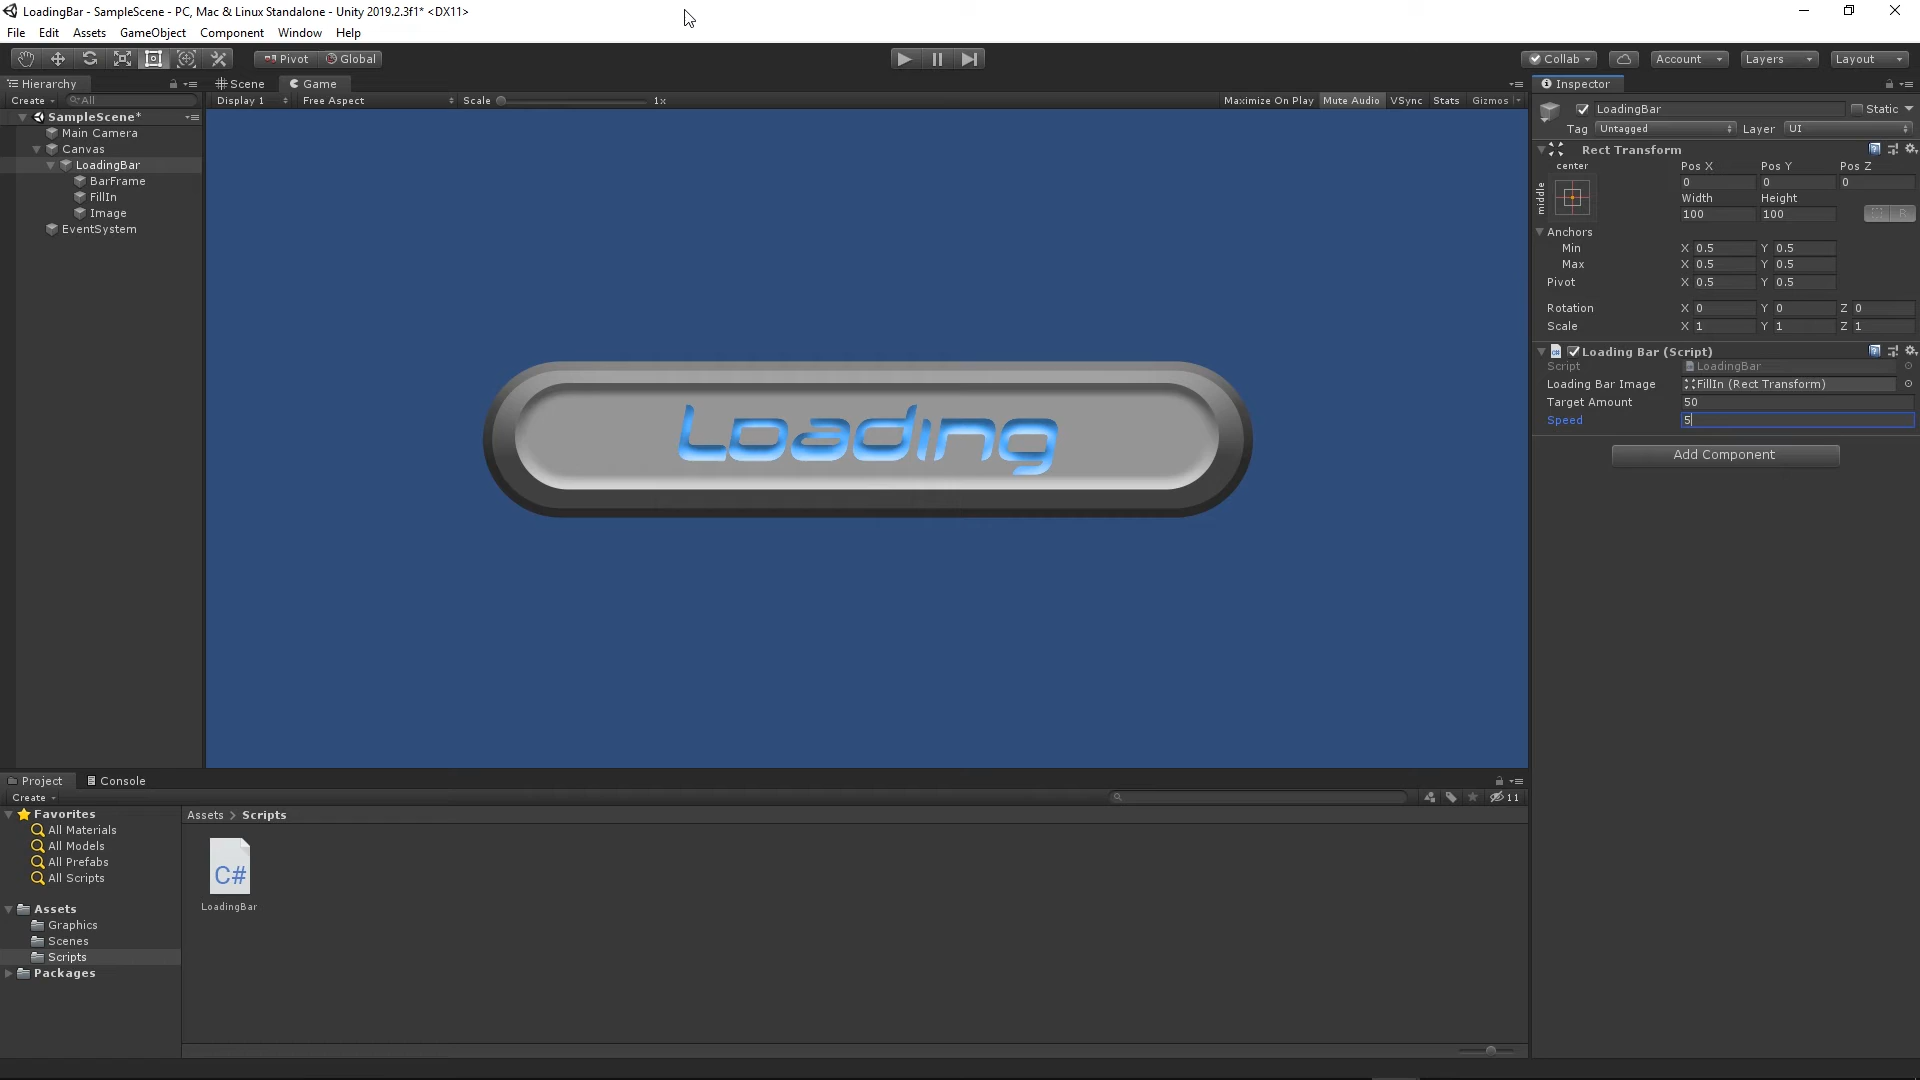 LoadingBar - SampleScene - PC, Mac & Linux Standalone - Unity 2019.2.3f1* <DX11>
File Edit Assets GameObject Component Window Help
Pivot Global Collab Account Layers Layout
Hierarchy
Create All
SampleScene*
Main Camera
Canvas
LoadingBar
BarFrame
FillIn
Image
EventSystem
Scene Game
Display 1 Free Aspect Scale 1x Maximize On Play Mute Audio VSync Stats Gizmos
Loading
Inspector
LoadingBar Static
Tag Untagged Layer UI
Rect Transform
center Pos X Pos Y Pos Z
middle
0 0 0
Width Height
100 100 R
Anchors
Min X 0.5 Y 0.5
Max X 0.5 Y 0.5
Pivot X 0.5 Y 0.5
Rotation X 0 Y 0 Z 0
Scale X 1 Y 1 Z 1
Loading Bar (Script)
Script LoadingBar
Loading Bar Image FillIn (Rect Transform)
Target Amount 50
Speed 5
Add Component
Project Console
Create 11
Favorites
All Materials
All Models
All Prefabs
All Scripts
Assets
Graphics
Scenes
Scripts
Packages
Assets > Scripts
C#
LoadingBar